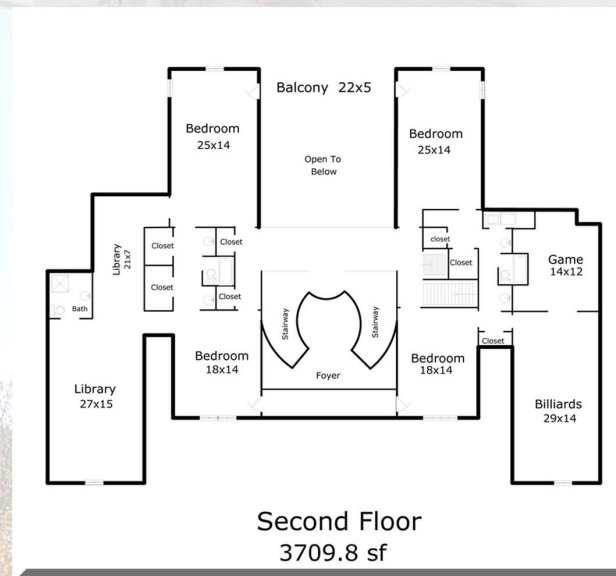 Balcony 22x5
Bedroom
25x14
Bedroom
25x14
Open To
Below
Library
21x7
Closet
Closet
closet
Closet
Closet
Closet
Bath
Game
14x12
Stairway
Stairway
Closet
Bedroom
18x14
Foyer
Bedroom
18x14
Library
27x15
Billiards
29x14
Second Floor
3709.8 sf